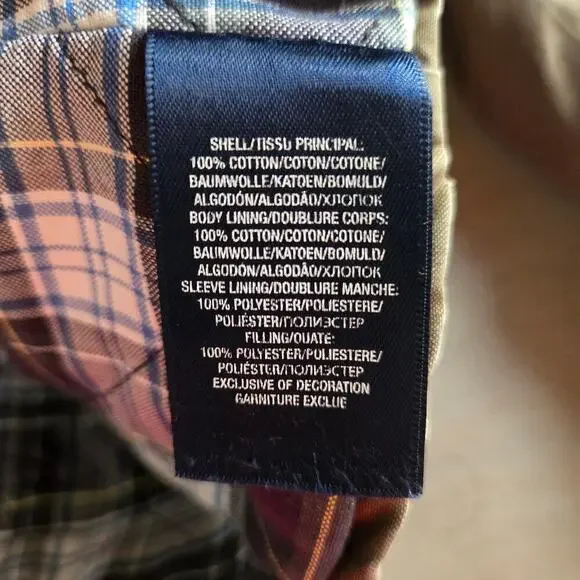 SHELL/TISSU PRINCIPAL:
100% COTTON/COTON/COTONE/
BAUMWOLLE/KATOEN/BOMULD/
ALGODÓN/ALGODÃO/ХЛОПОК
BODY LINING/DOUBLURE CORPS:
100% COTTON/COTON/COTONE/
BAUMWOLLE/KATOEN/BOMULD/
ALGODÓN/ALGODÃO/ХЛОПОК
SLEEVE LINING/DOUBLURE MANCHE:
100% POLYESTER/POLIESTERE/
POLIÉSTER/ПОЛИЭСТЕР
FILLING/OUATE:
100% POLYESTER/POLIESTERE/
POLIÉSTER/ПОЛИЭСТЕР
EXCLUSIVE OF DECORATION
GARNITURE EXCLUE